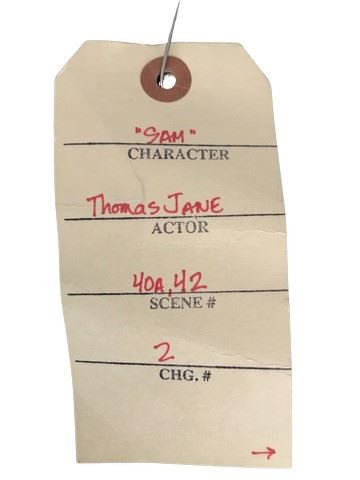 "SAM"
CHARACTER
Thomas JANE
ACTOR
40A, 42
SCENE #
2
CHG. #
→